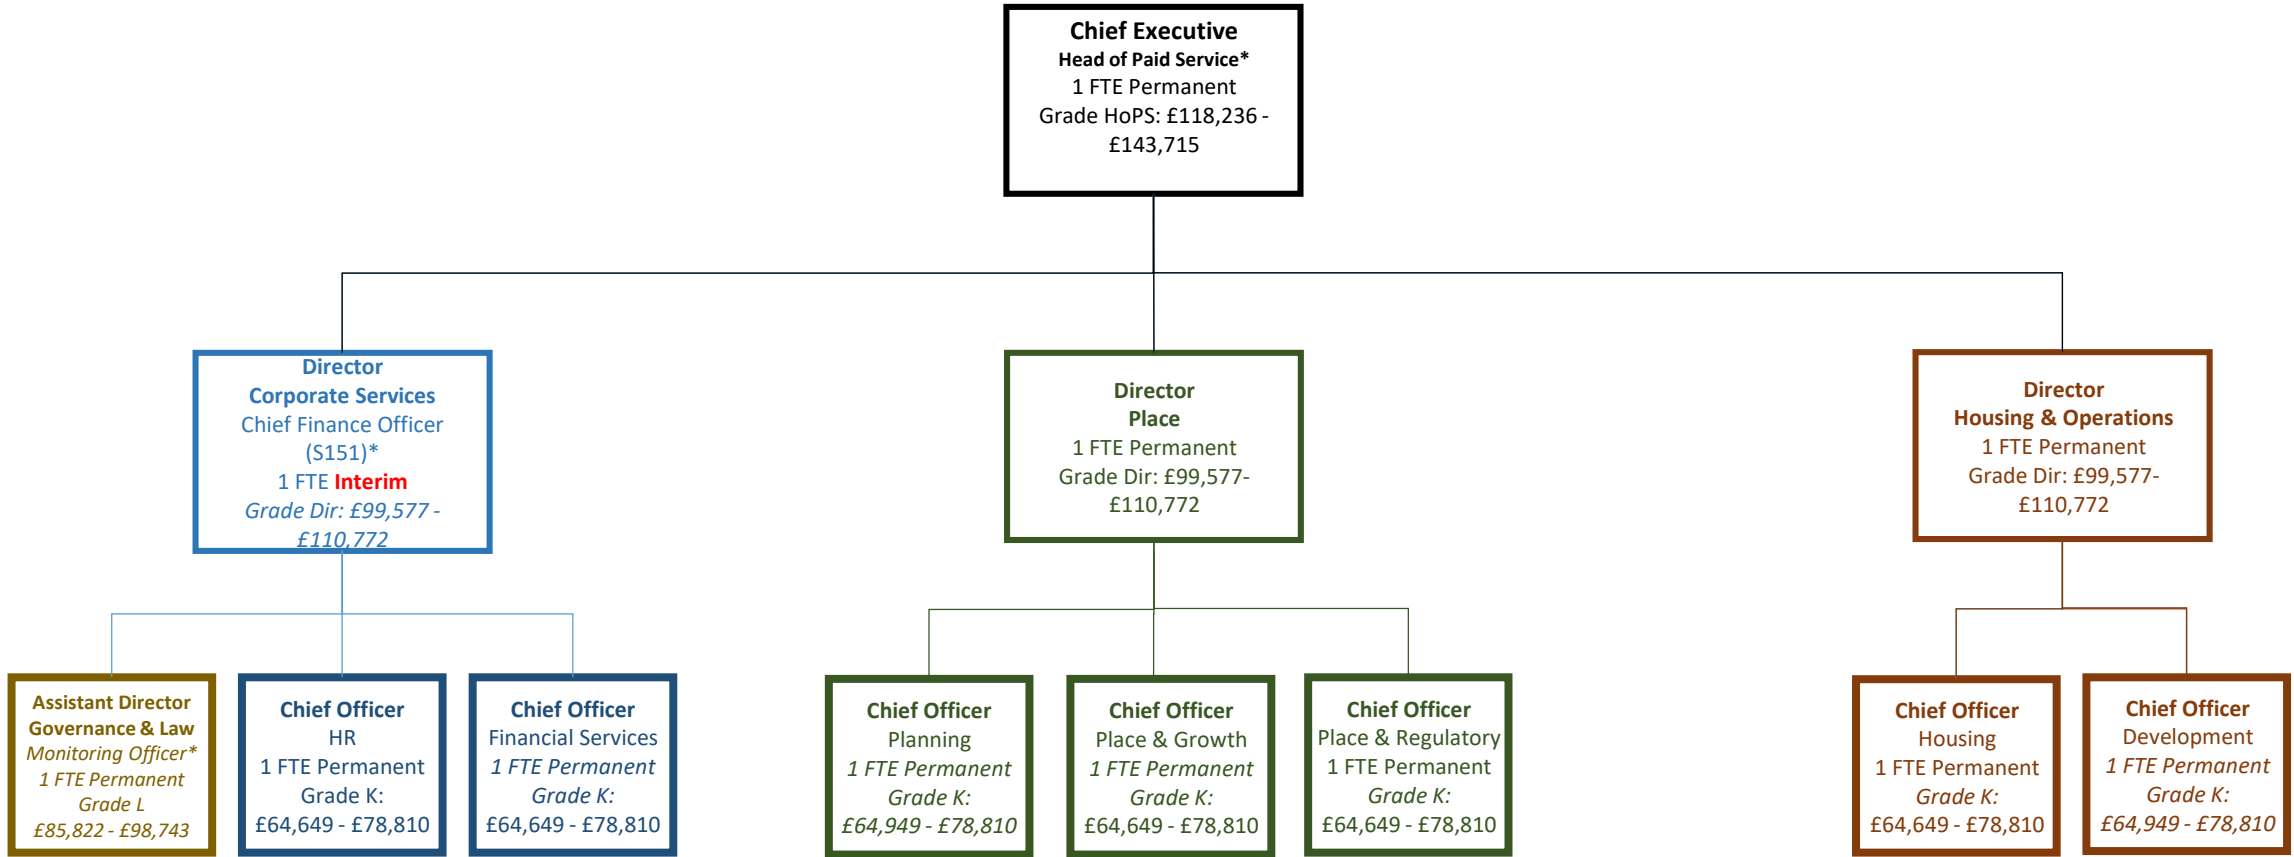 Chief Executive
Head of Paid Service*
1 FTE Permanent
Grade HoPS: £118,236 -
£143,715
Director
Corporate Services
Chief Finance Officer
(S151)*
1 FTE Interim
Grade Dir: £99,577 -
£110,772
Director
Place
1 FTE Permanent
Grade Dir: £99,577-
£110,772
Director
Housing & Operations
1 FTE Permanent
Grade Dir: £99,577-
£110,772
Assistant Director
Governance & Law
Monitoring Officer*
1 FTE Permanent
Grade L
£85,822 - £98,743
Chief Officer
HR
1 FTE Permanent
Grade K:
£64,649 - £78,810
Chief Officer
Financial Services
1 FTE Permanent
Grade K:
£64,649 - £78,810
Chief Officer
Planning
1 FTE Permanent
Grade K:
£64,949 - £78,810
Chief Officer
Place & Growth
1 FTE Permanent
Grade K:
£64,649 - £78,810
Chief Officer
Place & Regulatory
1 FTE Permanent
Grade K:
£64,649 - £78,810
Chief Officer
Housing
1 FTE Permanent
Grade K:
£64,649 - £78,810
Chief Officer
Development
1 FTE Permanent
Grade K:
£64,949 - £78,810